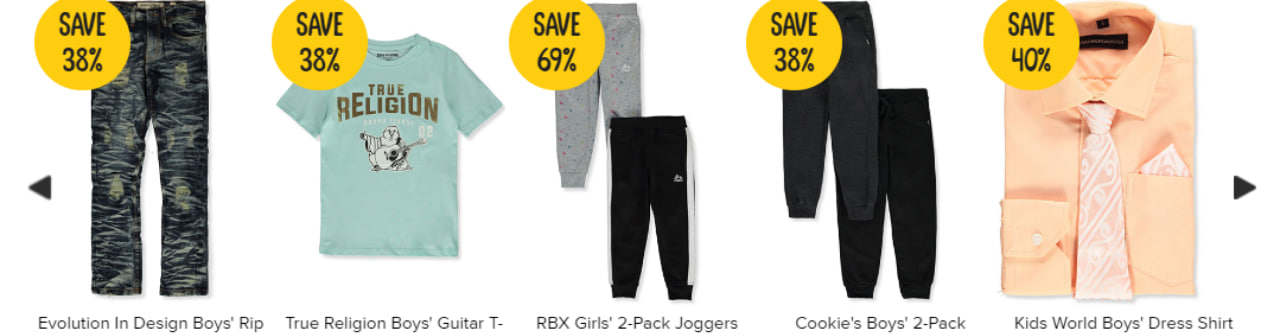 SAVE
38%
SAVE
38%
SAVE
69%
SAVE
38%
SAVE
40%
TRUE
RELIGION
02
Evolution In Design Boys' Rip
True Religion Boys' Guitar T-
RBX Girls' 2-Pack Joggers
Cookie's Boys' 2-Pack
Kids World Boys' Dress Shirt